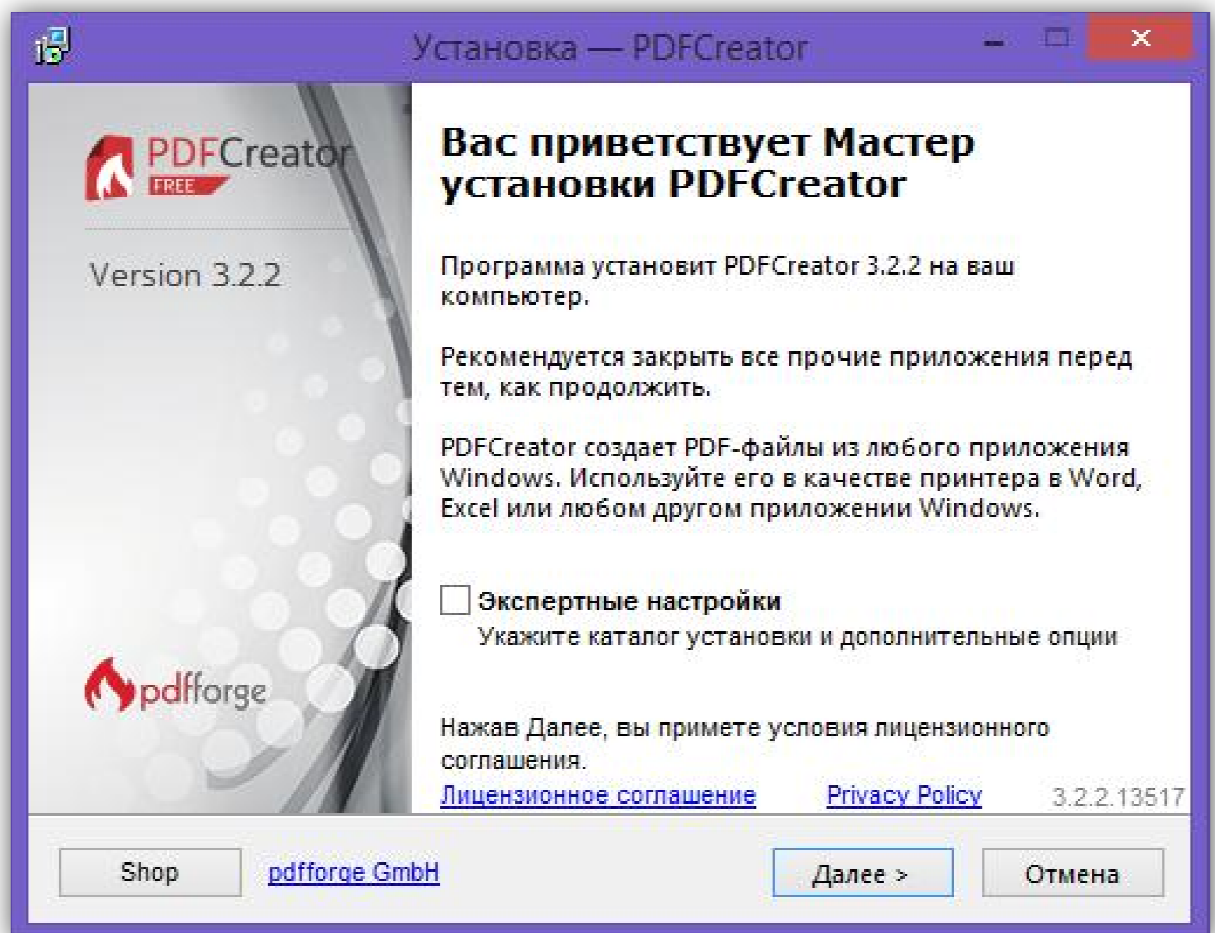 Установка — PDFCreator
PDFCreator
FREE
Version 3.2.2
Вас приветствует Мастер
установки PDFCreator
Программа установит PDFCreator 3.2.2 на ваш
компьютер.
Рекомендуется закрыть все прочие приложения перед
тем, как продолжить.
PDFCreator создает PDF-файлы из любого приложения
Windows. Используйте его в качестве принтера в Word,
Excel или любом другом приложении Windows.
Экспертные настройки
Укажите каталог установки и дополнительные опции
pdfforge
Нажав Далее, вы примете условия лицензионного
соглашения.
Лицензионное соглашение Privacy Policy 3.2.2.13517
Shop pdfforge GmbH Далее > Отмена